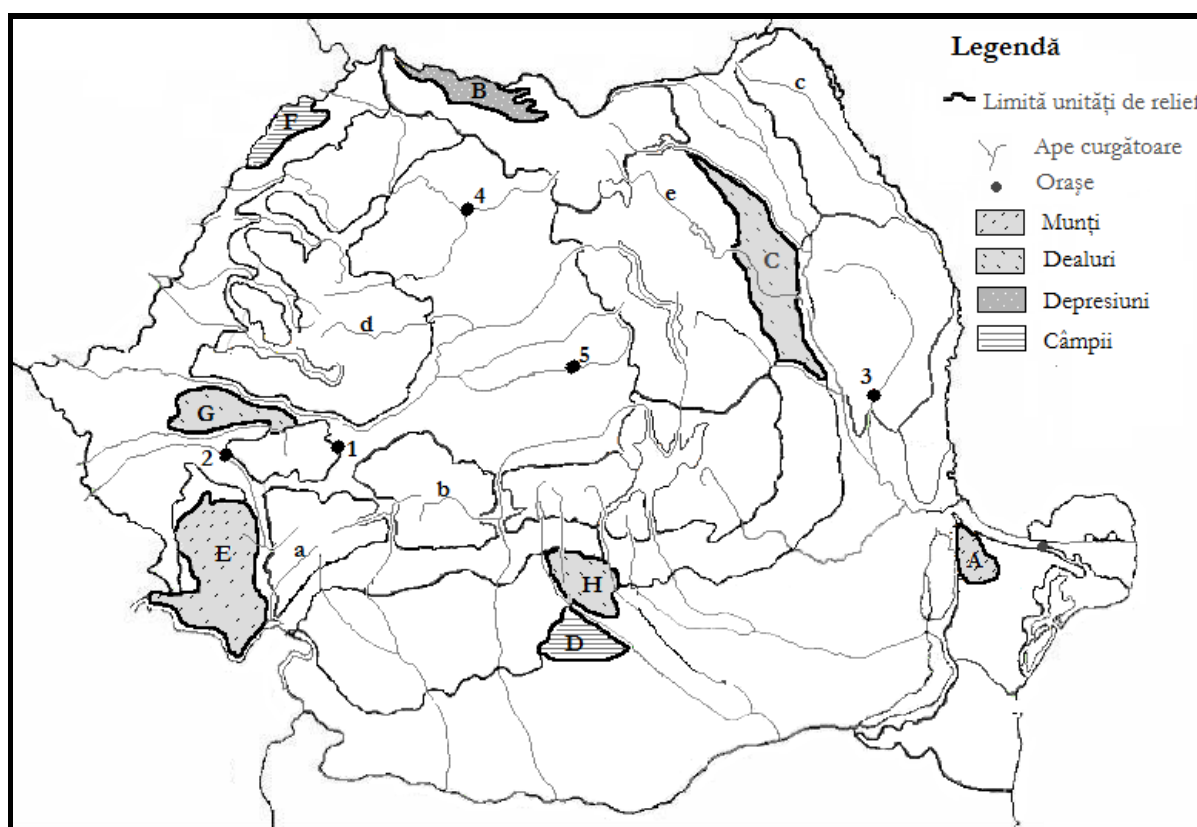 Legendă
Limită unități de relief
Ape curgătoare
Orașe
Munți
Dealuri
Depresiuni
Câmpii
B
c
F
4
e
C
d
5
3
G
1
2
b
E
a
A
H
D